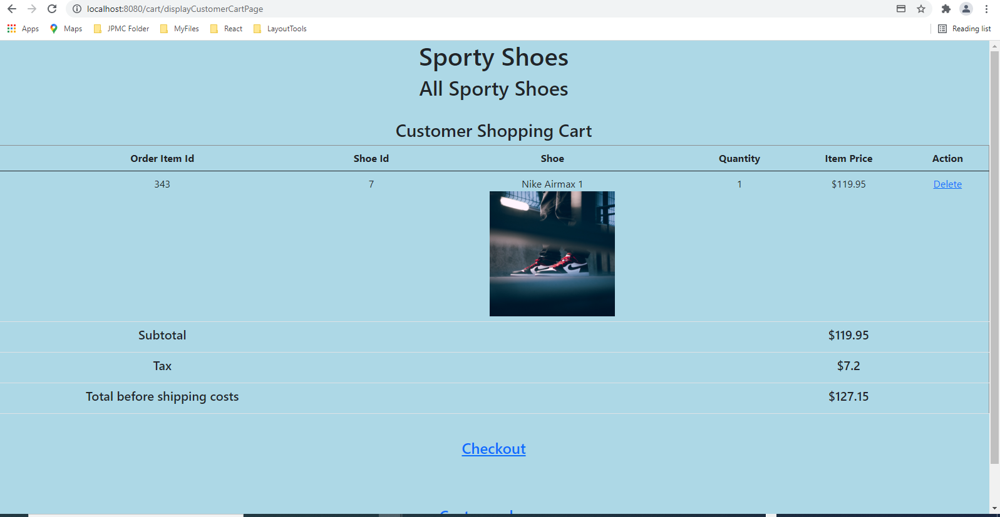 localhost:8080/cart/displayCustomerCartPage
Apps Maps JPMC Folder MyFiles React LayoutTools Reading list
Sporty Shoes
All Sporty Shoes
Customer Shopping Cart
Order Item Id Shoe Id Shoe Quantity Item Price Action
343 7 Nike Airmax 1 1 $119.95 Delete
Subtotal $119.95
Tax $7.2
Total before shipping costs $127.15
Checkout